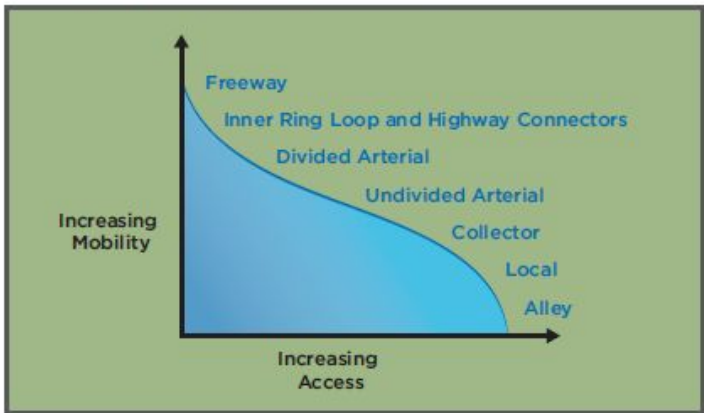 Freeway
Inner Ring Loop and Highway Connectors
Divided Arterial
Undivided Arterial
Increasing
Mobility
Collector
Local
Alley
Increasing
Access